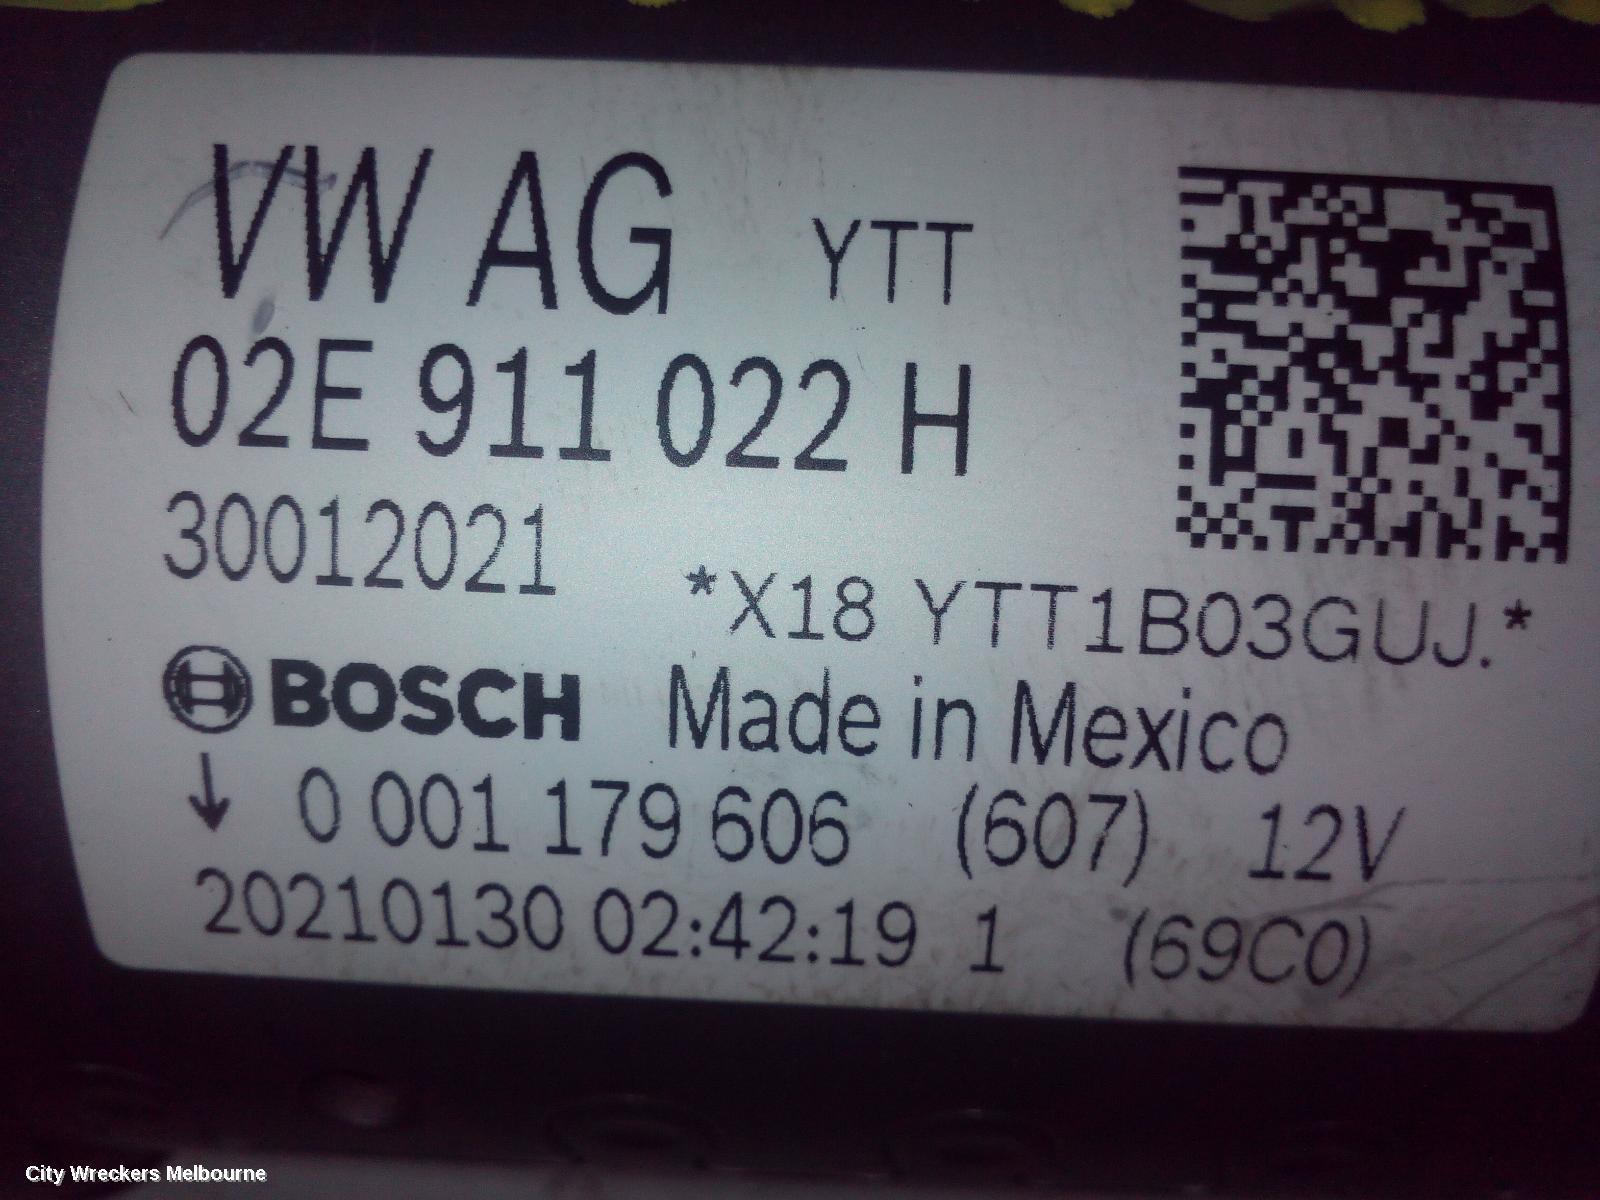 VW AG YTT
02E 911 022 H
30012021
*X18 YTT1B03GUJ.*
BOSCH Made in Mexico
↓ 0 001 179 606 (607) 12V
20210130 02:42:19 1 (69C0)
City Wreckers Melbourne